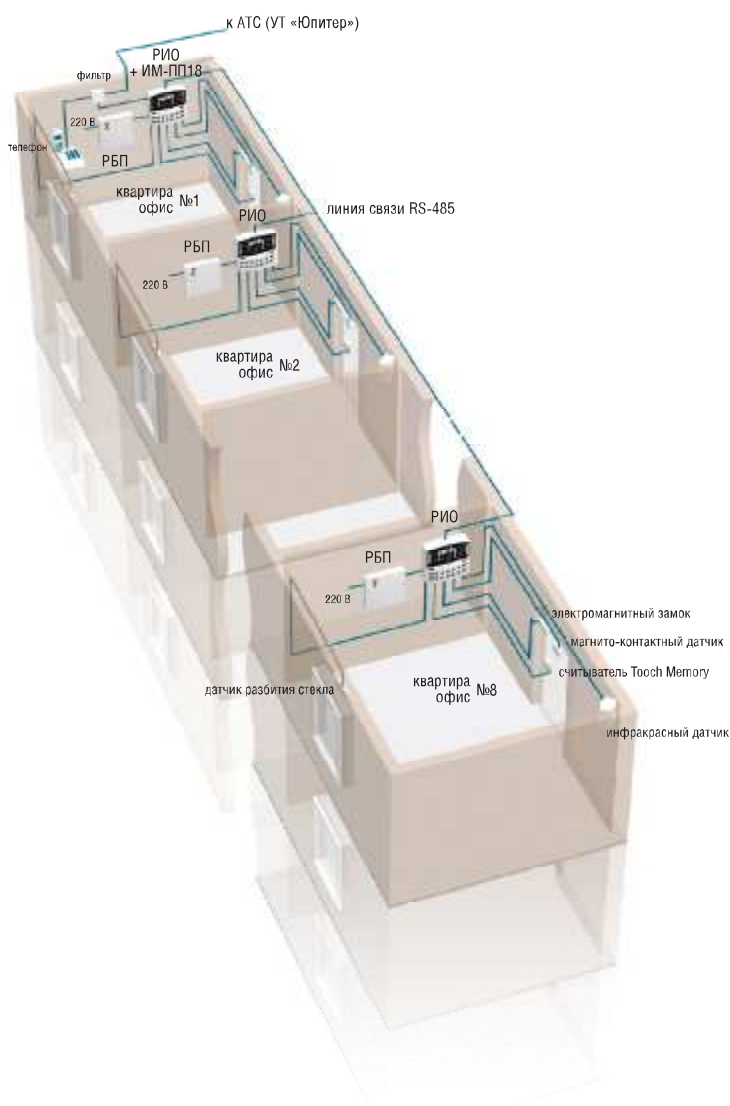 к АТС (УТ «Юпитер»)
РИО
+ ИМ-ПП18
фильтр
220 В
телефон
РБП
квартира
офис №1
РИО
линия связи RS-485
РБП
220 В
квартира
офис №2
РИО
РБП
220 В
электромагнитный замок
магнито-контактный датчик
считыватель Tooch Memory
датчик разбития стекла
квартира
офис №8
инфракрасный датчик